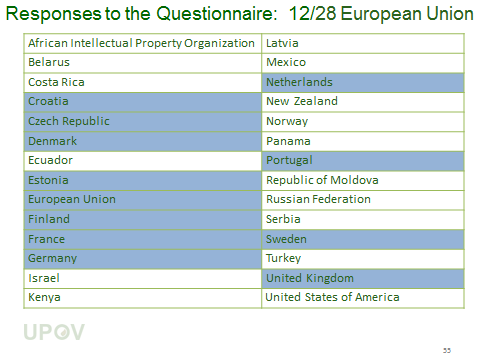 Responses to the Questionnaire: 12/28 European Union
African Intellectual Property Organization Latvia
Belarus Mexico
Costa Rica Netherlands
Croatia New Zealand
Czech Republic Norway
Denmark Panama
Ecuador Portugal
Estonia Republic of Moldova
European Union Russian Federation
Finland Serbia
France Sweden
Germany Turkey
Israel United Kingdom
Kenya United States of America
UPOV
55